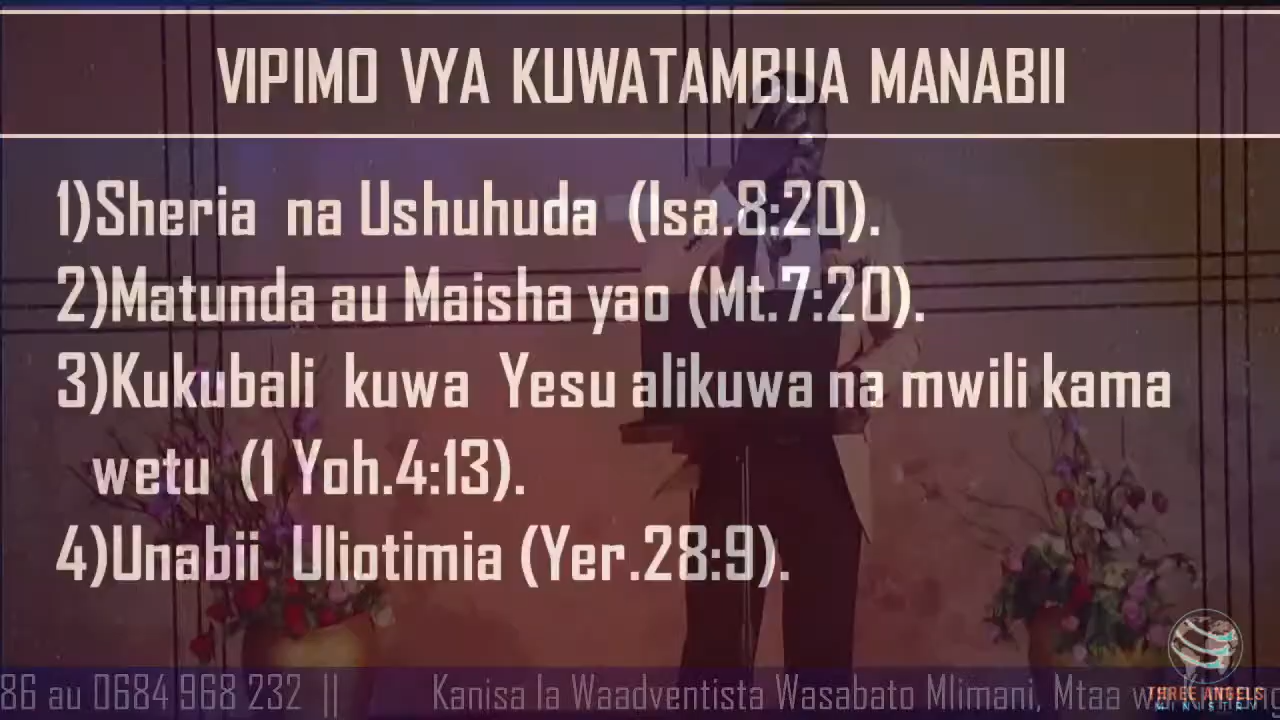 VIPIMO VYA KUWATAMBUA MANABII
1)Sheria na Ushuhuda (Isa.8:20).
2)Matunda au Maisha yao (Mt.7:20).
3)Kukubali kuwa Yesu alikuwa na mwili kama
wetu (1 Yoh.4:13).
4)Unabii Uliotimia (Yer.28:9).
86 au 0684 968 232 || Kanisa la Waadventista Wasabato Mlimani, Mtaa
THREE ANGELS
MINISTRY